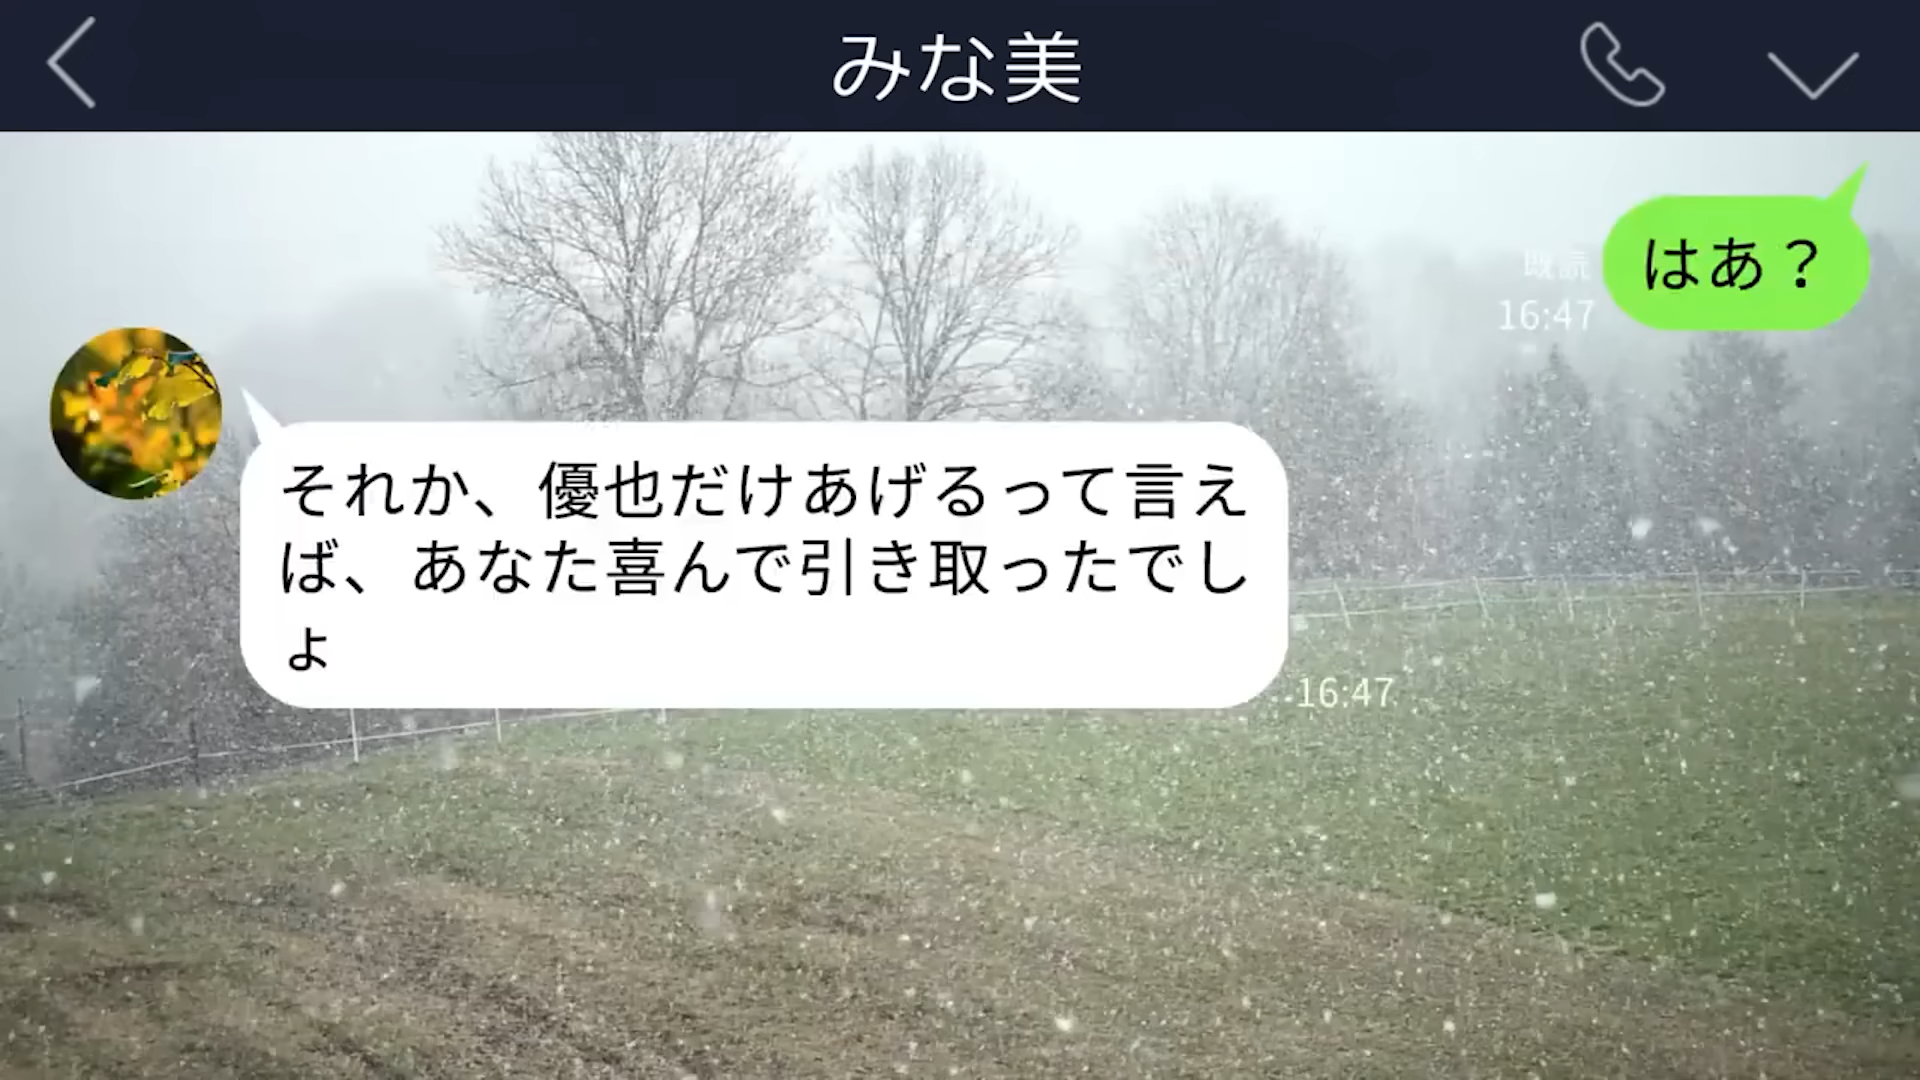 みな美
はあ？
既読
16:47
それか、優也だけあげるって言え
ば、あなた喜んで引き取ったでし
ょ
16:47